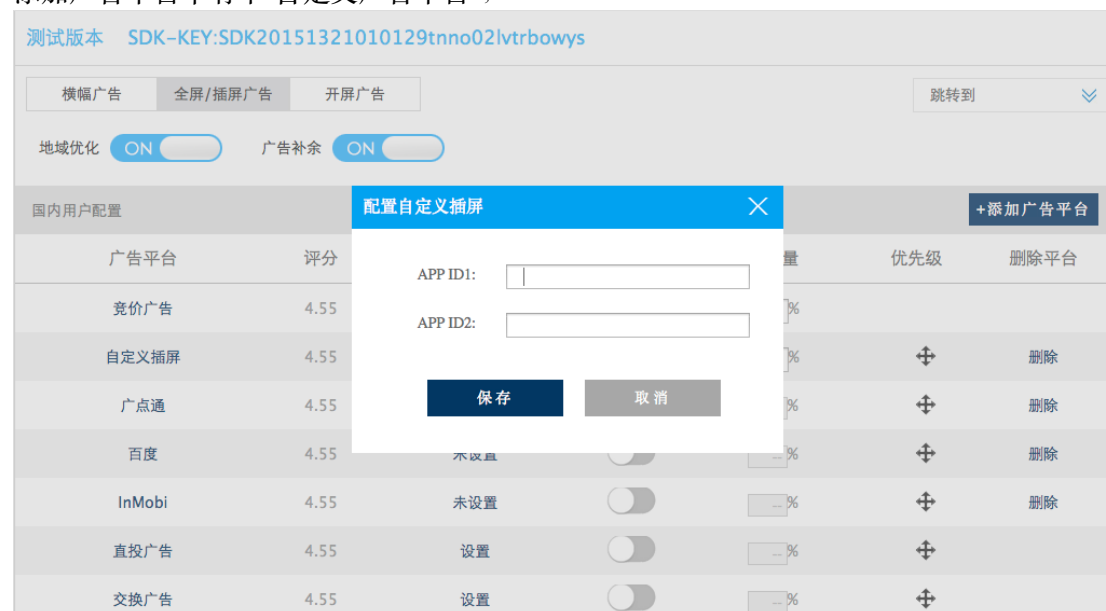 测试版本 SDK-KEY:SDK20151321010129tnno02lvtrbowys
横幅广告 全屏/插屏广告 开屏广告 跳转到
地域优化 ON 广告补余 ON
国内用户配置 配置自定义插屏 +添加广告平台
广告平台 评分 量 优先级 删除平台
APP ID1:
竞价广告 4.55 %
APP ID2:
自定义插屏 4.55 % 删除
广点通 4.55 保存 取消 % 删除
百度 4.55 未设置 -- % 删除
InMobi 4.55 未设置 -- % 删除
直投广告 4.55 设置 -- %
交换广告 4.55 设置 -- %